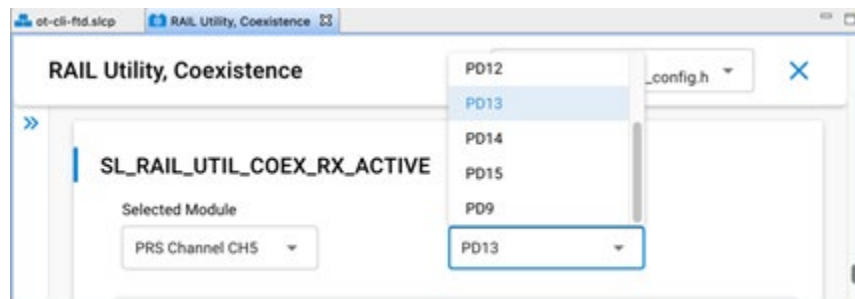 ot-cli-ftd.slcp
RAIL Utility, Coexistence
RAIL Utility, Coexistence
_config.h
PD12
PD13
PD14
PD15
PD9
SL_RAIL_UTIL_COEX_RX_ACTIVE
Selected Module
PRS Channel CH5
PD13